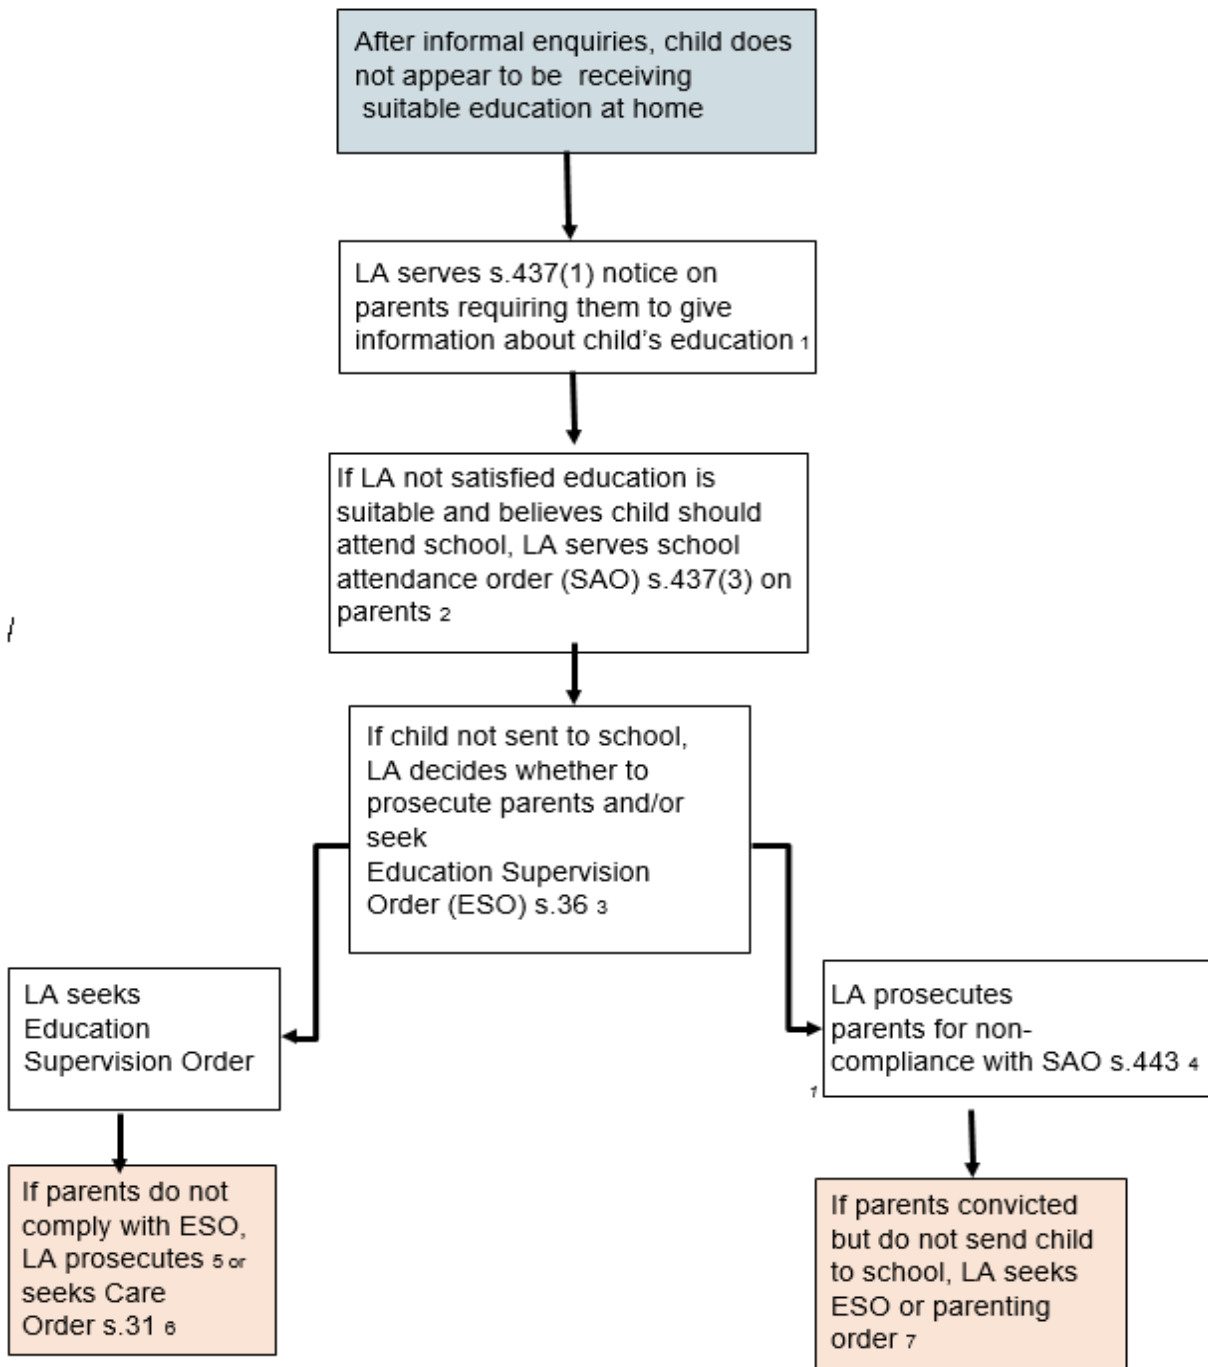 After informal enquiries, child does
not appear to be receiving
suitable education at home
LA serves s.437(1) notice on
parents requiring them to give
information about child's education 1
If LA not satisfied education is
suitable and believes child should
attend school, LA serves school
attendance order (SAO) s.437(3) on
parents 2
If child not sent to school,
LA decides whether to
prosecute parents and/or
seek
Education Supervision
Order (ESO) s.36 3
LA seeks
Education
Supervision Order
LA prosecutes
parents for non-
compliance with SAO s.443 4
1
If parents do not
comply with ESO,
LA prosecutes 5 or
seeks Care
Order s.31 6
If parents convicted
but do not send child
to school, LA seeks
ESO or parenting
order 7